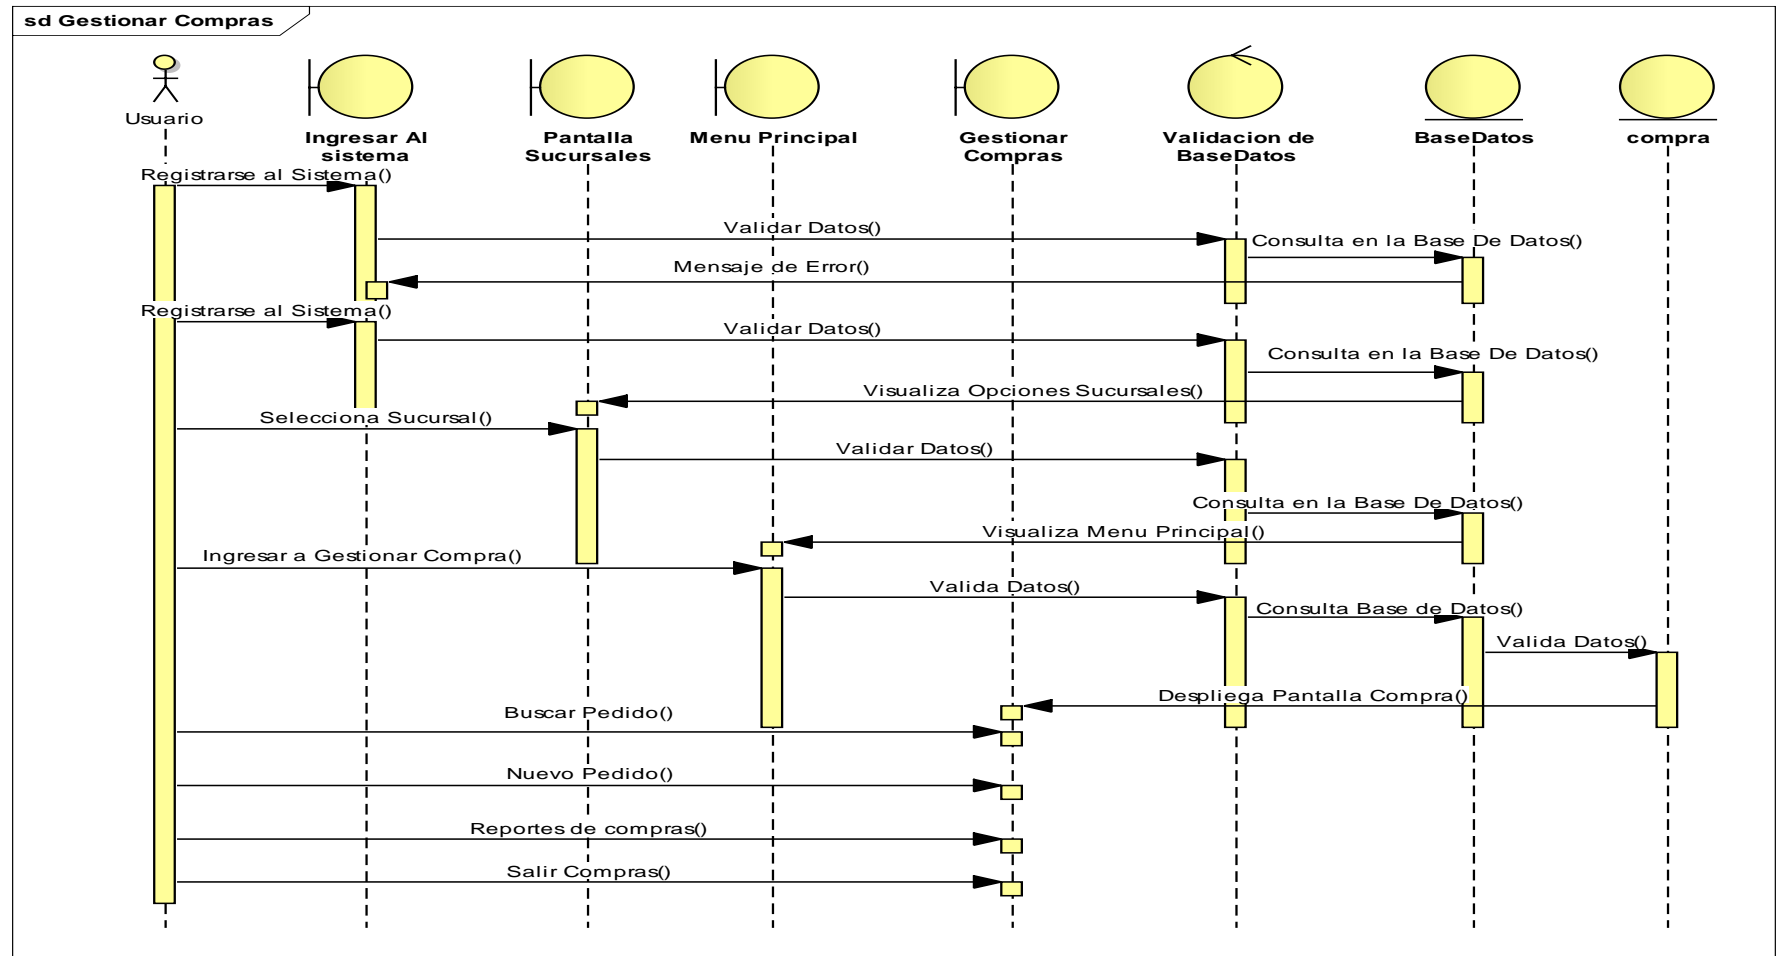 sd Gestionar Compras
Usuario
Ingresar Al
sistema
Pantalla
Sucursales
Menu Principal
Gestionar
Compras
Validacion de
BaseDatos
BaseDatos
compra
Registrarse al Sistema()
Validar Datos()
Consulta en la Base De Datos()
Mensaje de Error()
Registrarse al Sistema()
Validar Datos()
Consulta en la Base De Datos()
Visualiza Opciones Sucursales()
Selecciona Sucursal()
Validar Datos()
Consulta en la Base De Datos()
Visualiza Menu Principal()
Ingresar a Gestionar Compra()
Valida Datos()
Consulta Base de Datos()
Valida Datos()
Despliega Pantalla Compra()
Buscar Pedido()
Nuevo Pedido()
Reportes de compras()
Salir Compras()